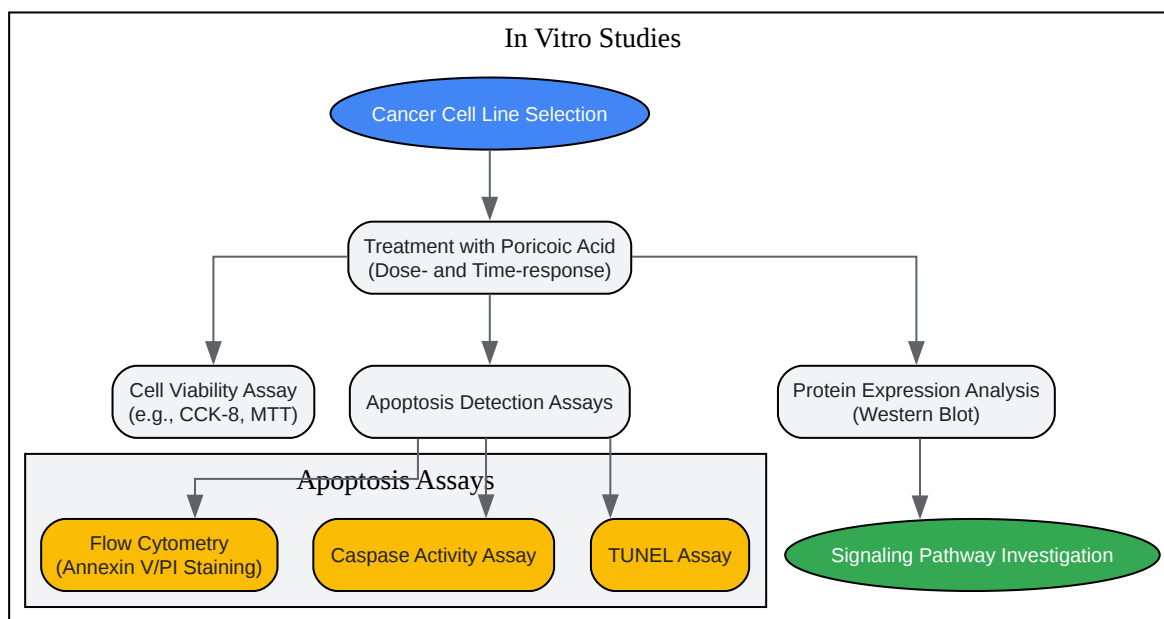 In Vitro Studies
Cancer Cell Line Selection
Treatment with Poricoic Acid
(Dose- and Time-response)
Cell Viability Assay
(e.g., CCK-8, MTT)
Apoptosis Detection Assays
Protein Expression Analysis
(Western Blot)
Apoptosis Assays
Flow Cytometry
(Annexin V/PI Staining)
Caspase Activity Assay
TUNEL Assay
Signaling Pathway Investigation